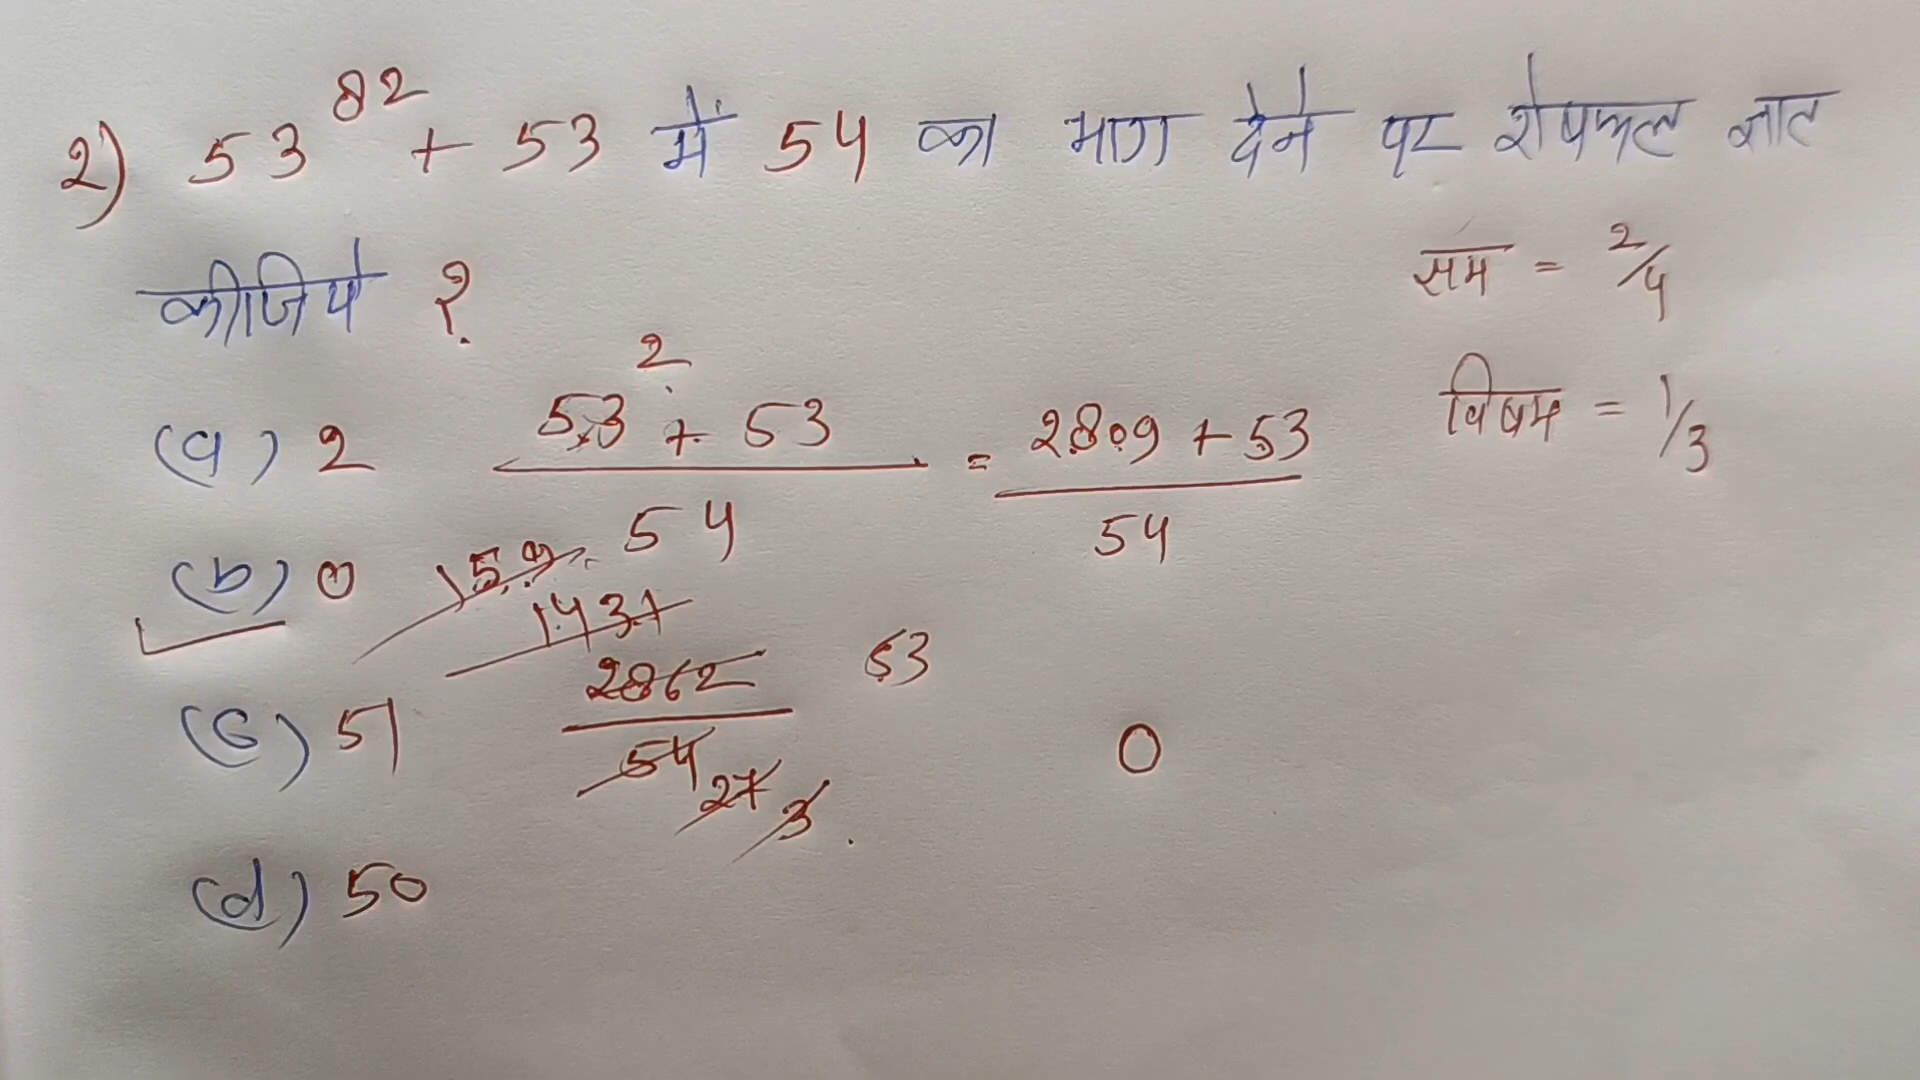 2) 53^82 + 53 में 54 का भाग देने पर शेषफल ज्ञात
कीजिये ?
सम = 2/4
विषम = 1/3
(a) 2
53^2 + 53 / 54 = 2809 + 53 / 54
(b) 0
159
1431
2862 / 54 27 3
53
0
(c) 51
(d) 50